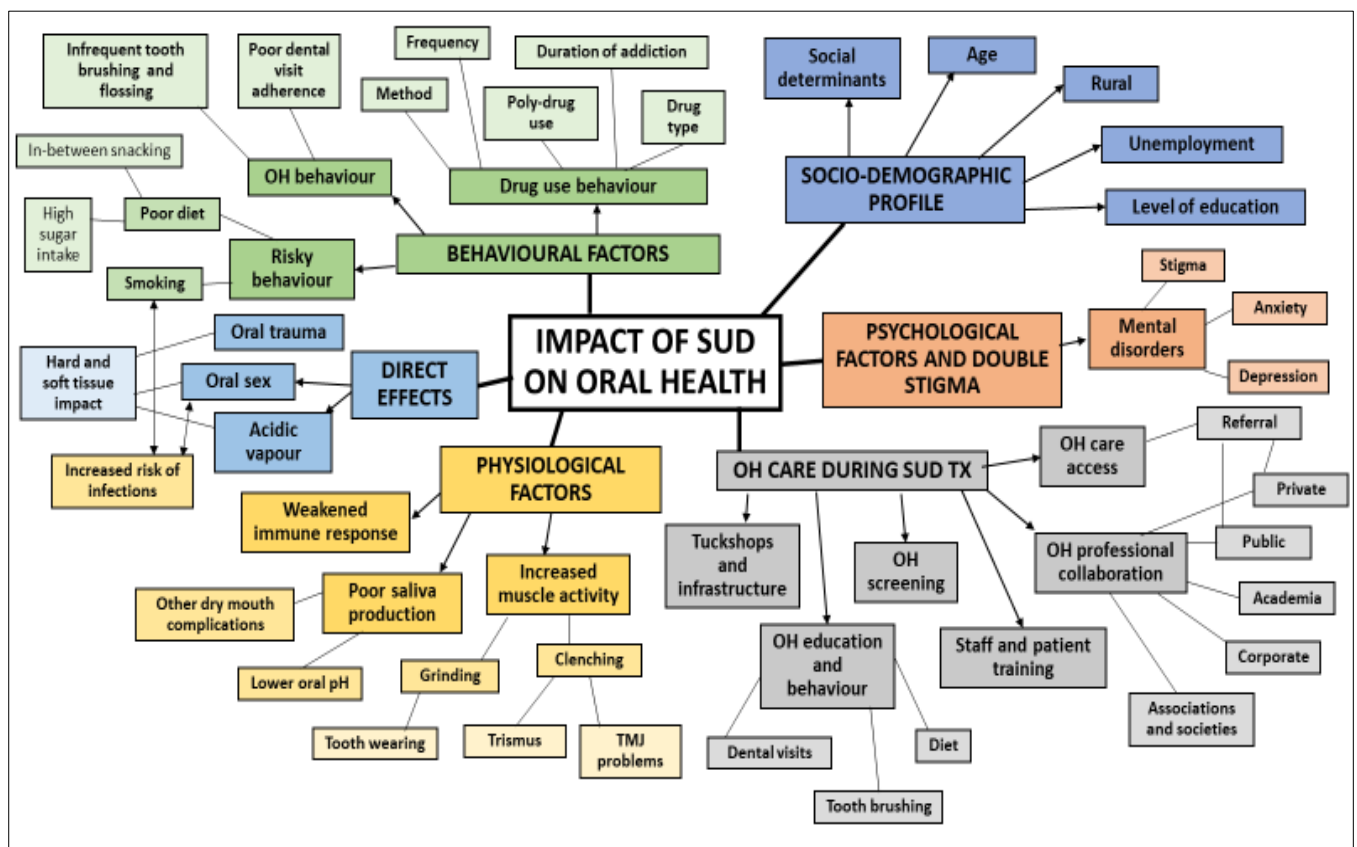 Infrequent tooth
brushing and
flossing
Poor dental
visit
adherence
Frequency
Duration of addiction
Method
Poly-drug
use
Drug
type
In-between snacking
OH behaviour
Drug use behaviour
High
sugar
intake
Poor diet
BEHAVIOURAL FACTORS
Risky
behaviour
Smoking
Social
determinants
Age
Rural
Unemployment
SOCIO-DEMOGRAPHIC
PROFILE
Level of education
Stigma
Anxiety
PSYCHOLOGICAL
FACTORS AND DOUBLE
STIGMA
Mental
disorders
Depression
IMPACT OF SUD
ON ORAL HEALTH
Oral trauma
Hard and
soft tissue
impact
Oral sex
DIRECT
EFFECTS
Acidic
vapour
Increased risk of
infections
PHYSIOLOGICAL
FACTORS
Weakened
immune response
Poor saliva
production
Increased
muscle activity
Other dry mouth
complications
Lower oral pH
Grinding
Clenching
Tooth wearing
Trismus
TMJ
problems
OH CARE DURING SUD TX
OH care
access
Referral
Private
Public
Tuckshops
and
infrastructure
OH
screening
OH professional
collaboration
Academia
OH education
and
behaviour
Staff and patient
training
Corporate
Associations
and societies
Dental visits
Diet
Tooth brushing